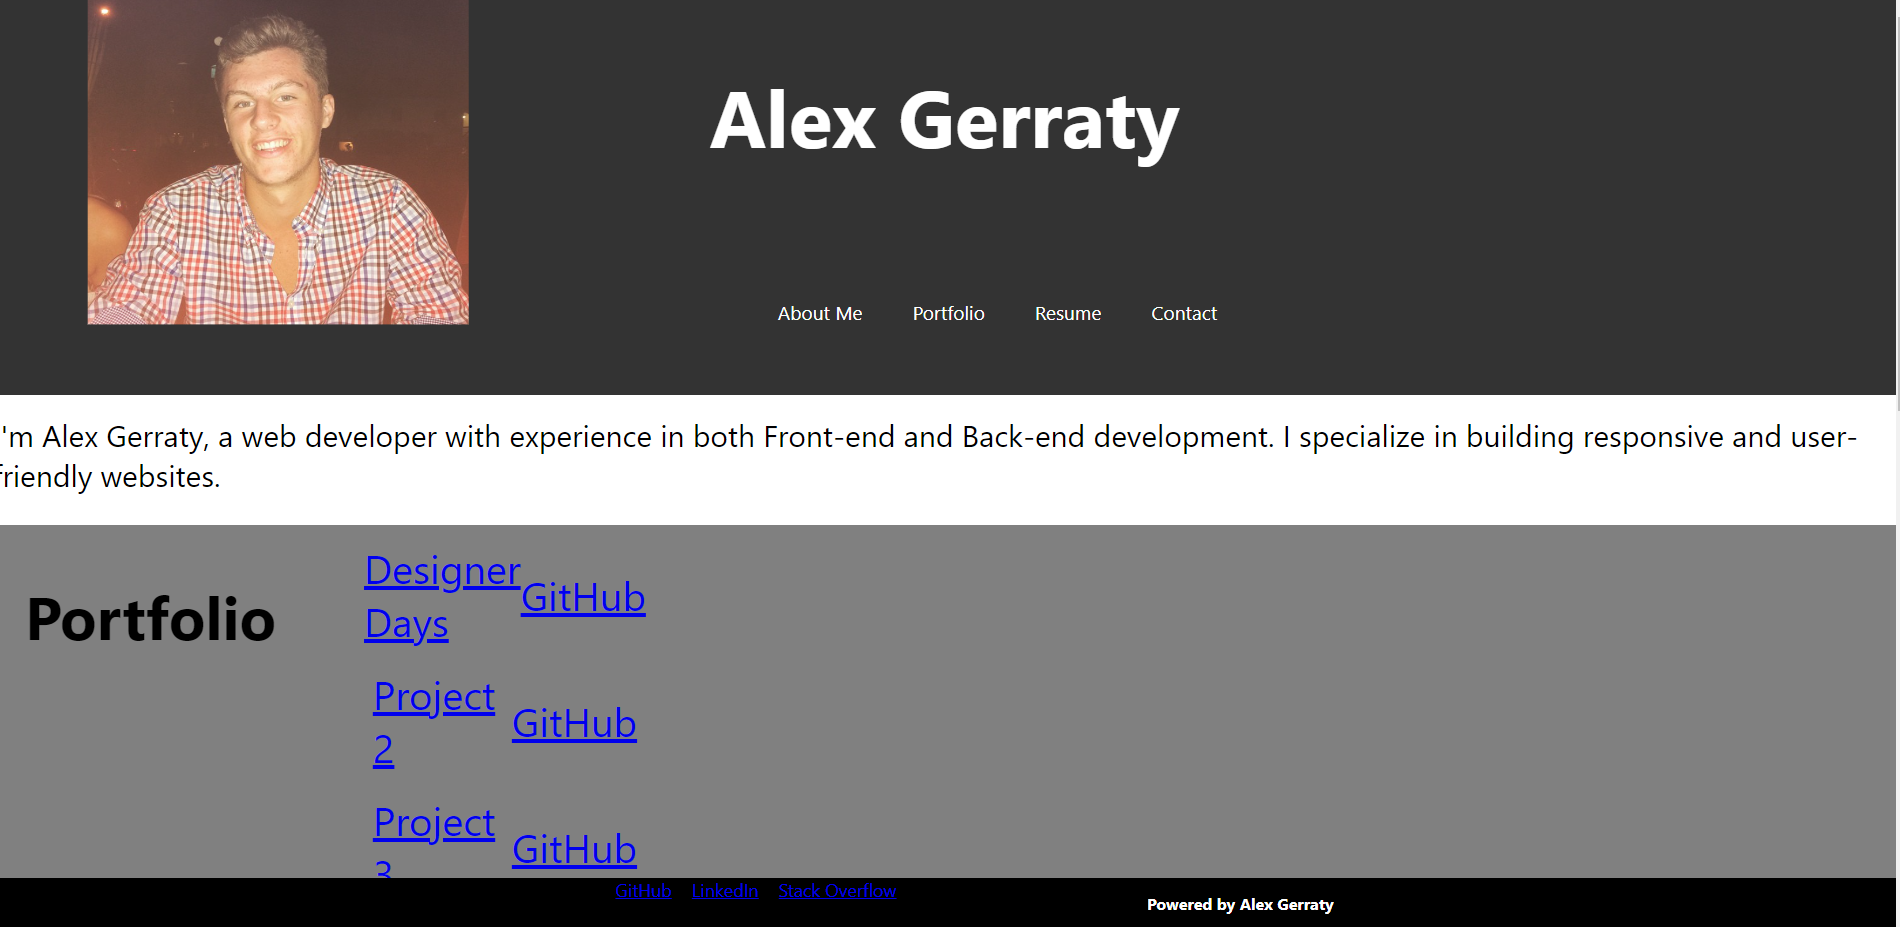 Alex Gerraty
About Me Portfolio Resume Contact
'm Alex Gerraty, a web developer with experience in both Front-end and Back-end development. I specialize in building responsive and user-
friendly websites.
Portfolio
Designer
Days
GitHub
Project
2
GitHub
Project
3
GitHub
GitHub LinkedIn Stack Overflow
Powered by Alex Gerraty